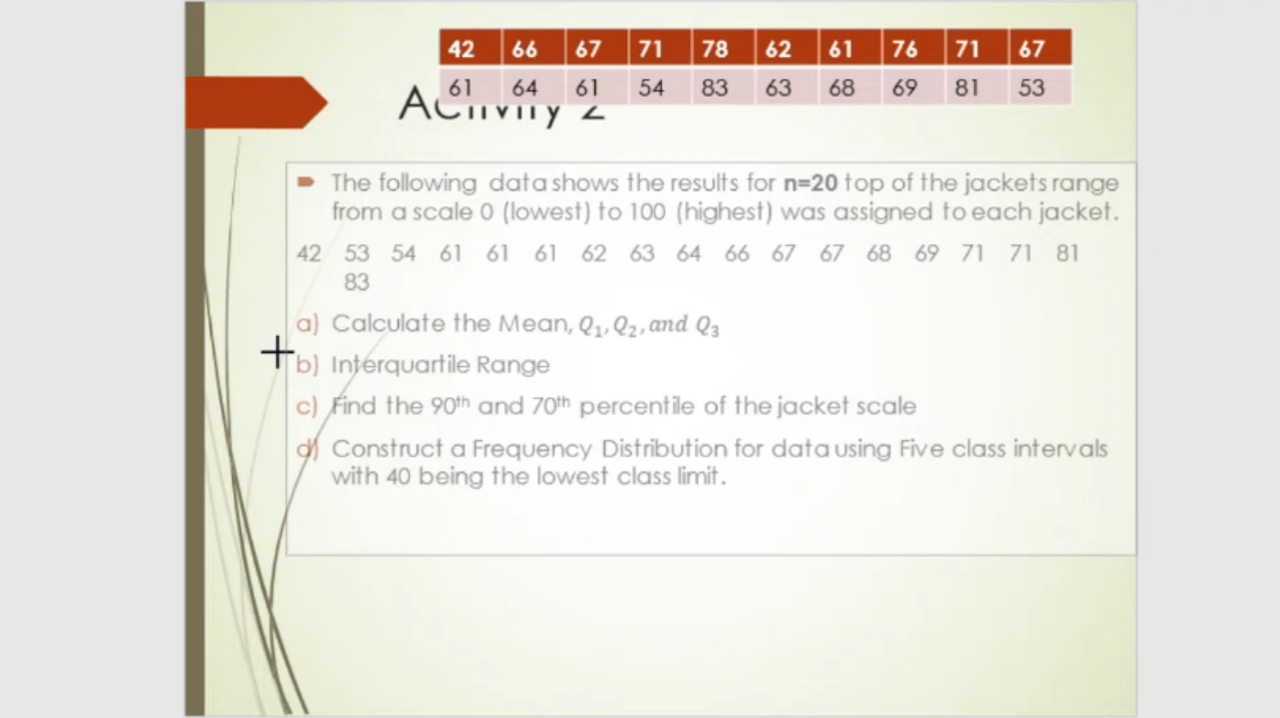 42 66 67 71 78 62 61 76 71 67
61 64 61 54 83 63 68 69 81 53
Activity 2
The following data shows the results for n=20 top of the jackets range
from a scale 0 (lowest) to 100 (highest) was assigned to each jacket.
42 53 54 61 61 61 62 63 64 66 67 67 68 69 71 71 81
83
a) Calculate the Mean, Q₁, Q₂, and Q₃
b) Interquartile Range
c) Find the 90th and 70th percentile of the jacket scale
d) Construct a Frequency Distribution for data using Five class intervals
with 40 being the lowest class limit.